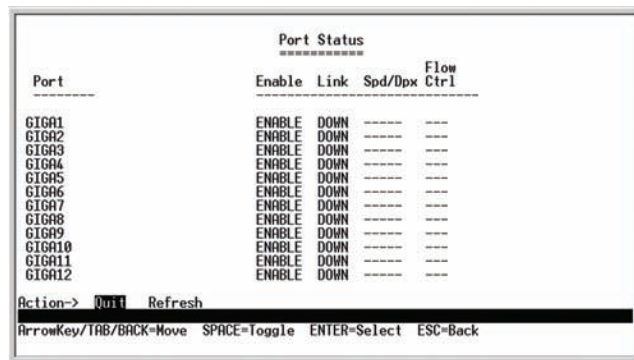 Port Status
===========
Port Enable Link Spd/Dpx Flow Ctrl
-------- -------------------------------
GIGA1 ENABLE DOWN ----- ---
GIGA2 ENABLE DOWN ----- ---
GIGA3 ENABLE DOWN ----- ---
GIGA4 ENABLE DOWN ----- ---
GIGA5 ENABLE DOWN ----- ---
GIGA6 ENABLE DOWN ----- ---
GIGA7 ENABLE DOWN ----- ---
GIGA8 ENABLE DOWN ----- ---
GIGA9 ENABLE DOWN ----- ---
GIGA10 ENABLE DOWN ----- ---
GIGA11 ENABLE DOWN ----- ---
GIGA12 ENABLE DOWN ----- ---
Action-> Quit Refresh
ArrowKey/TAB/BACK=Move SPACE=Toggle ENTER=Select ESC=Back